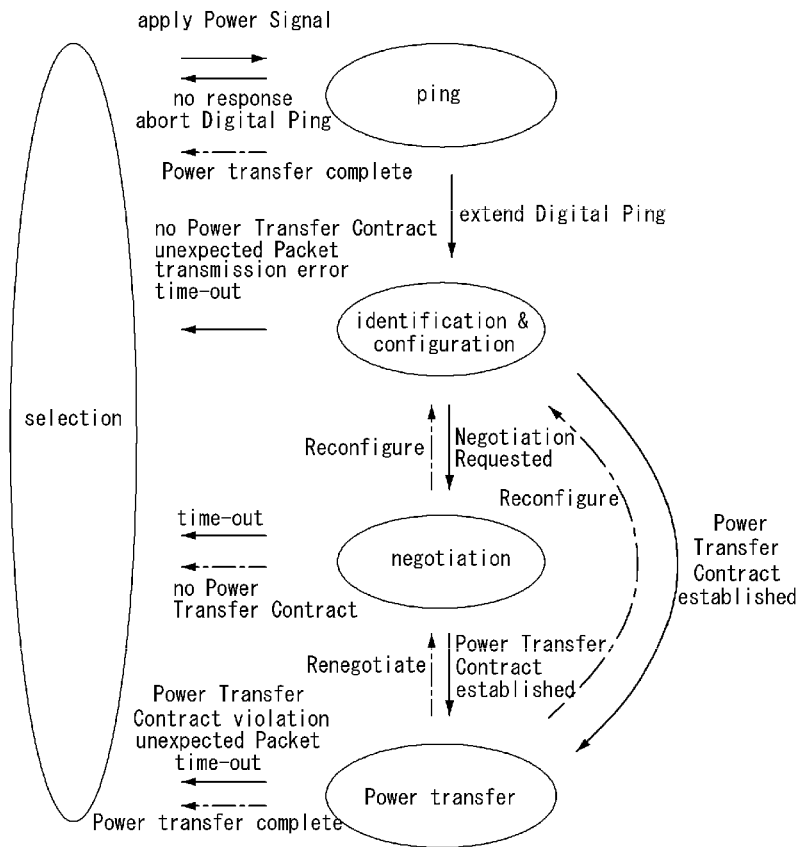 apply Power Signal
ping
no response
abort Digital Ping
Power transfer complete
extend Digital Ping
no Power Transfer Contract
unexpected Packet
transmission error
time-out
identification &
configuration
selection
Reconfigure
Negotiation
Requested
Reconfigure
Power
Transfer
Contract
established
time-out
negotiation
no Power
Transfer Contract
Renegotiate
Power Transfer
Contract
established
Power Transfer
Contract violation
unexpected Packet
time-out
Power transfer
Power transfer complete